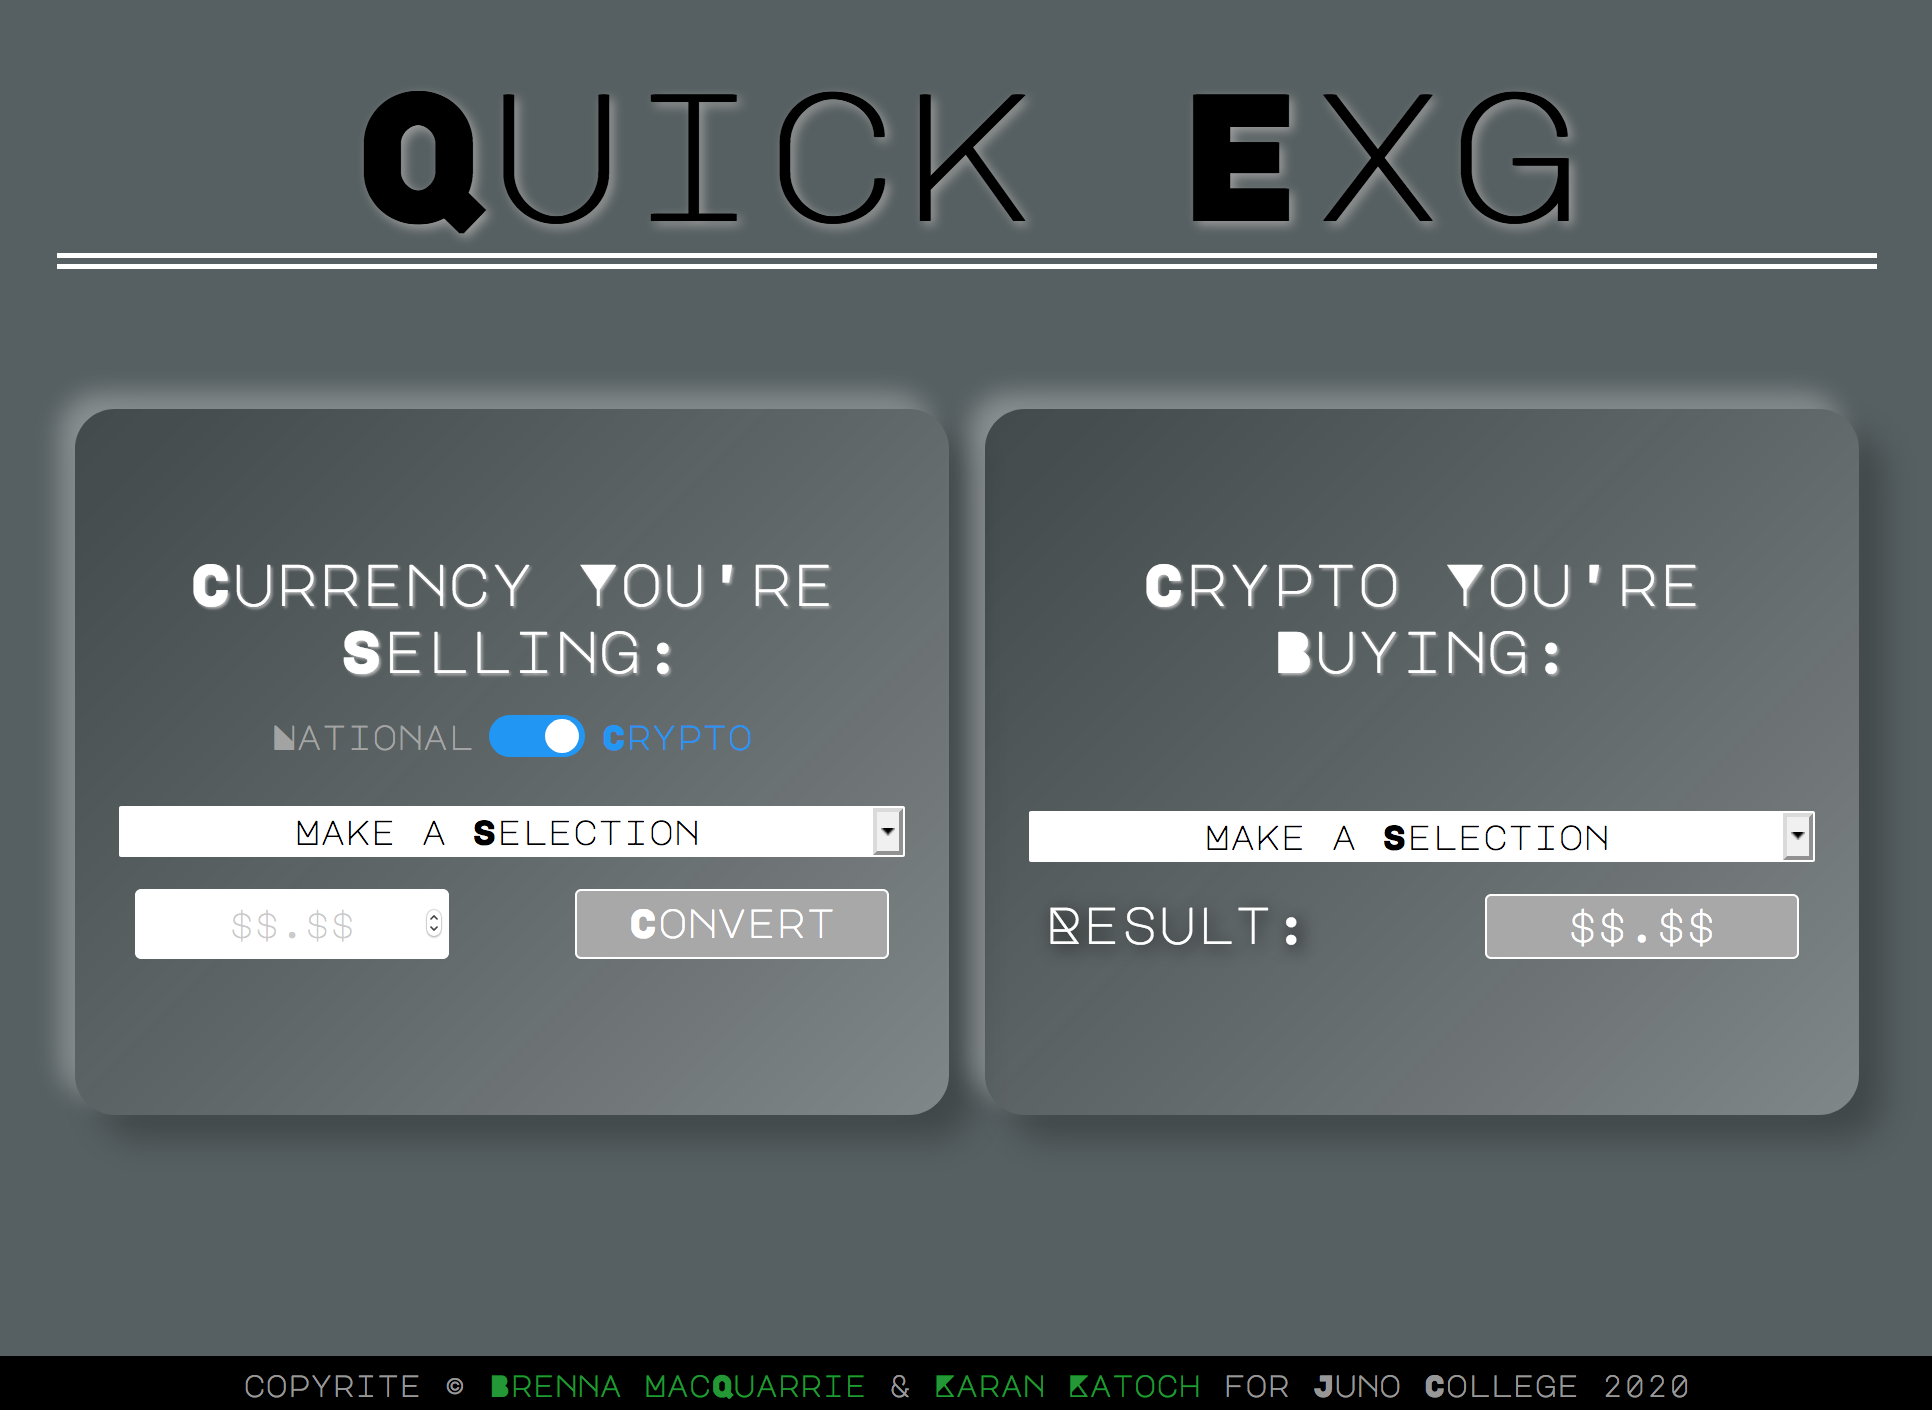 Quick Exg
Currency You're
Selling:
National Crypto
Make a Selection
$$.$$ Convert
Crypto You're
Buying:
Make a Selection
Result: $$.$$
copyrite © Brenna MacQuarrie & Karan Katoch for Juno College 2020